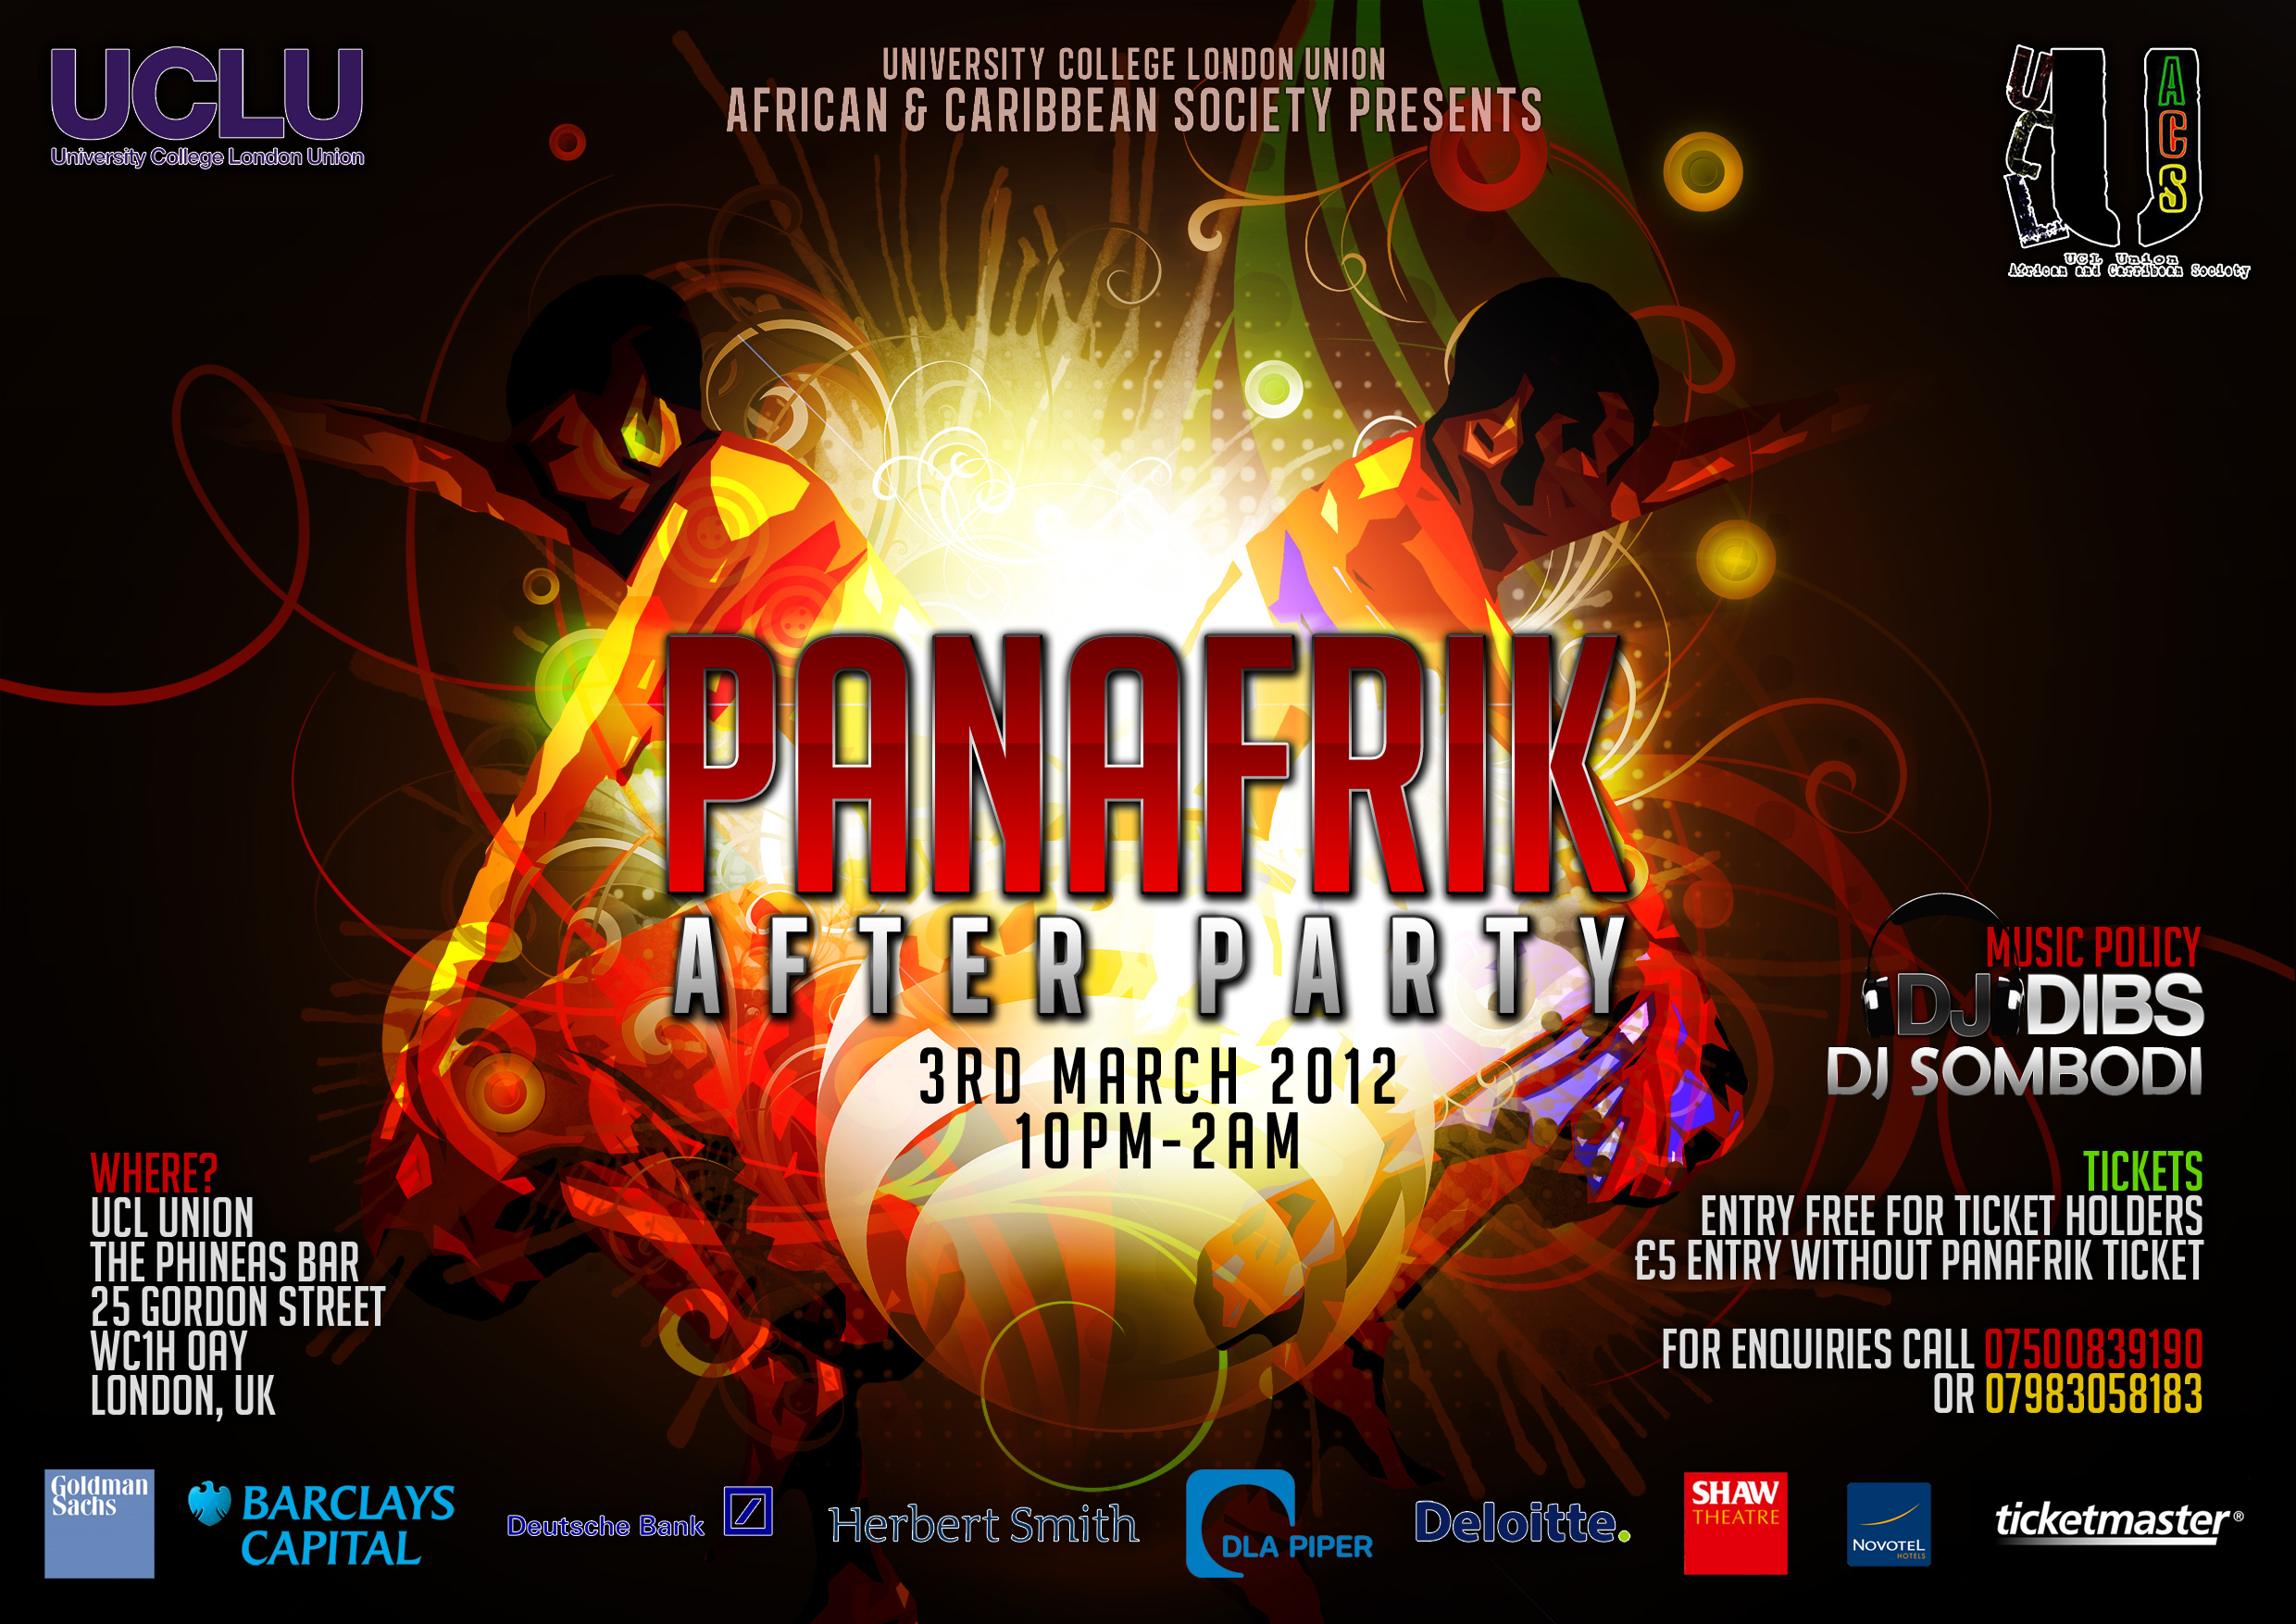 UCLU
University College London Union
UNIVERSITY COLLEGE LONDON UNION
AFRICAN & CARIBBEAN SOCIETY PRESENTS
UCL
U
ACS
UCL Union
African and Carribean Society
PANAFRIK
AFTER PARTY
3RD MARCH 2012
10PM-2AM
MUSIC POLICY
DJ DIBS
DJ SOMBODI
WHERE?
UCL UNION
THE PHINEAS BAR
25 GORDON STREET
WC1H 0AY
LONDON, UK
TICKETS
ENTRY FREE FOR TICKET HOLDERS
£5 ENTRY WITHOUT PANAFRIK TICKET
FOR ENQUIRIES CALL 07500839190
OR 07983058183
Goldman
Sachs
BARCLAYS
CAPITAL
Deutsche Bank
Herbert Smith
DLA PIPER
Deloitte.
SHAW
THEATRE
NOVOTEL
HOTELS
ticketmaster®